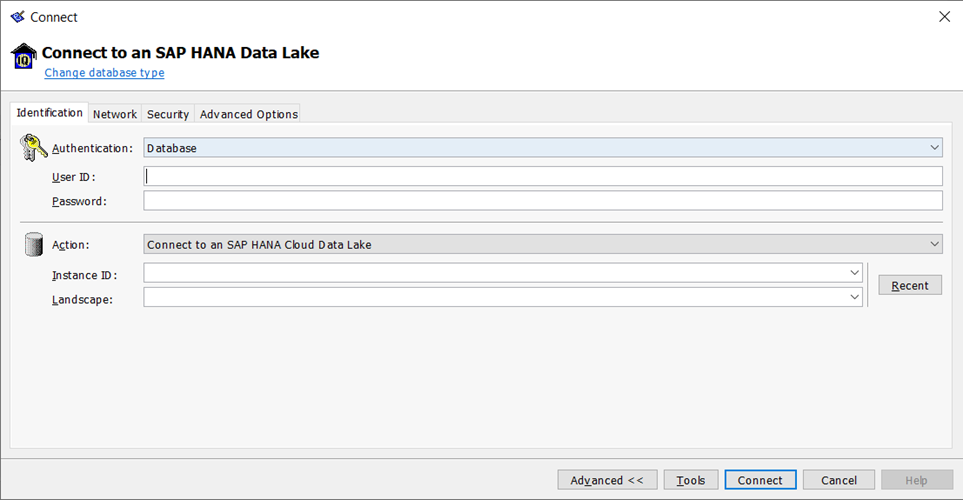 Connect
IQ
Connect to an SAP HANA Data Lake
Change database type
Identification Network Security Advanced Options
Authentication: Database
User ID:
Password:
Action: Connect to an SAP HANA Cloud Data Lake
Instance ID:
Landscape:
Recent
Advanced << Tools Connect Cancel Help